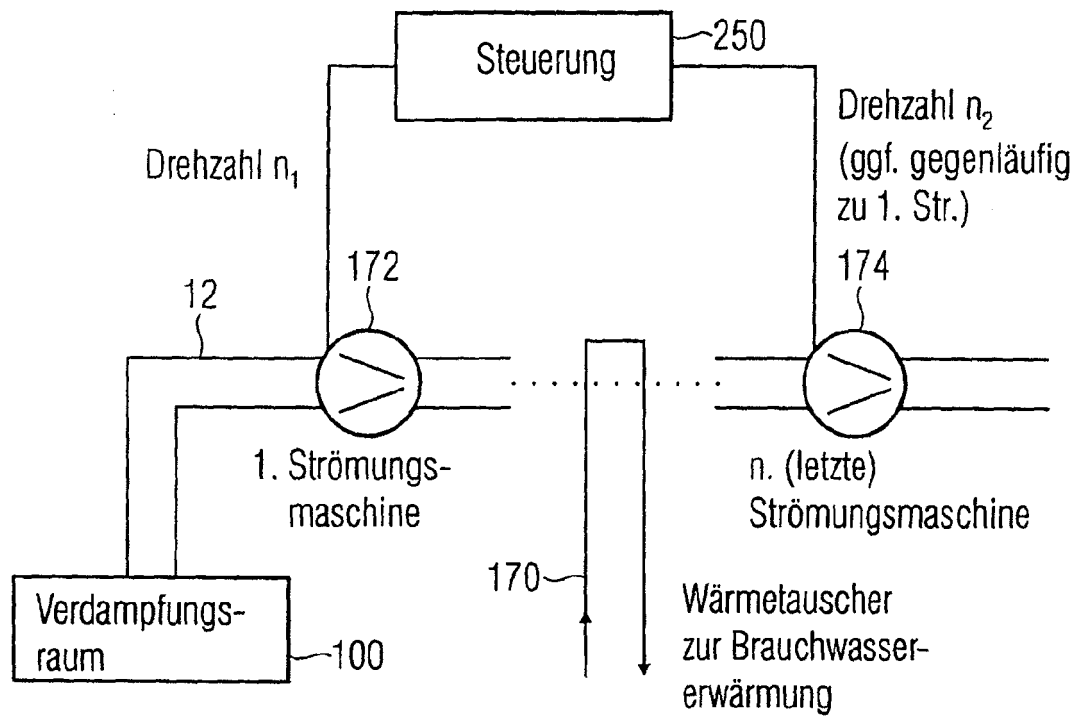 Steuerung
250
Drehzahl n₁
Drehzahl n₂
(ggf. gegenläufig
zu 1. Str.)
12
172
174
1. Strömungs-
maschine
n. (letzte)
Strömungsmaschine
170
Wärmetauscher
zur Brauchwasser-
erwärmung
Verdampfungs-
raum
100